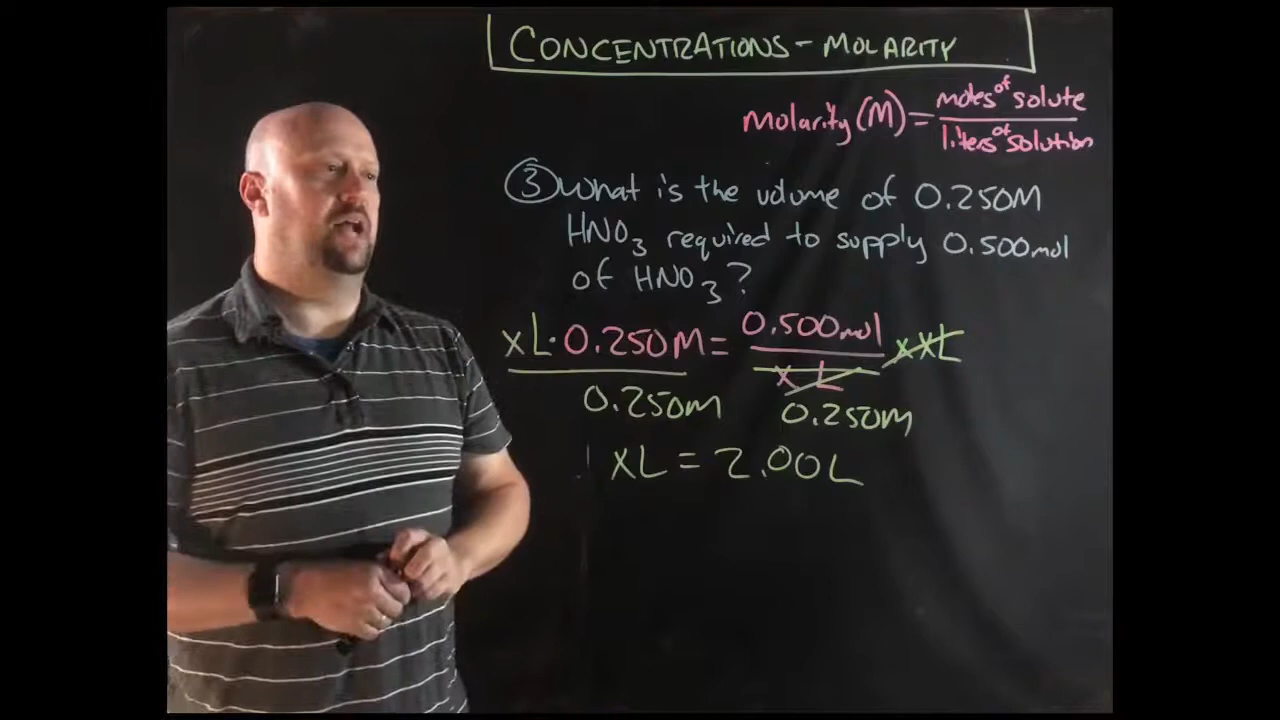 CONCENTRATIONS - MOLARITY
molarity (M) = moles of solute / liters of solution
③ What is the volume of 0.250M
HNO₃ required to supply 0.500mol
of HNO₃?
xL · 0.250M = 0.500mol / x L × xL
0.250M 0.250M
xL = 2.00L